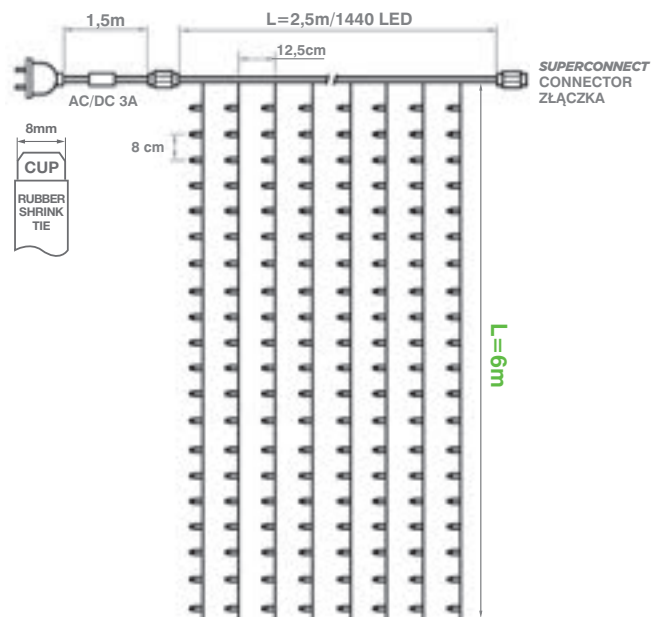 1,5m
L=2,5m/1440 LED
12,5cm
AC/DC 3A
SUPERCONNECT
CONNECTOR
ZŁĄCZKA
8mm
8 cm
CUP
RUBBER
SHRINK
TIE
L=6m